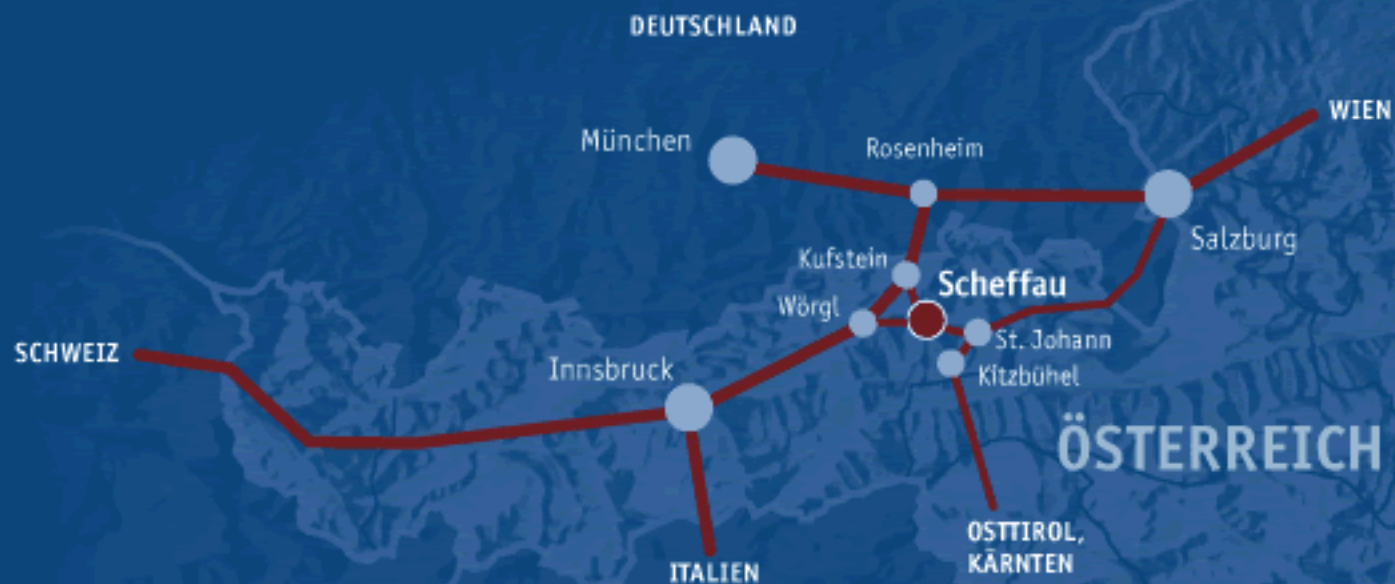 DEUTSCHLAND
WIEN
München
Rosenheim
Salzburg
Kufstein
Scheffau
Wörgl
St. Johann
SCHWEIZ
Innsbruck
Kitzbühel
ÖSTERREICH
OSTTIROL,
KÄRNTEN
ITALIEN